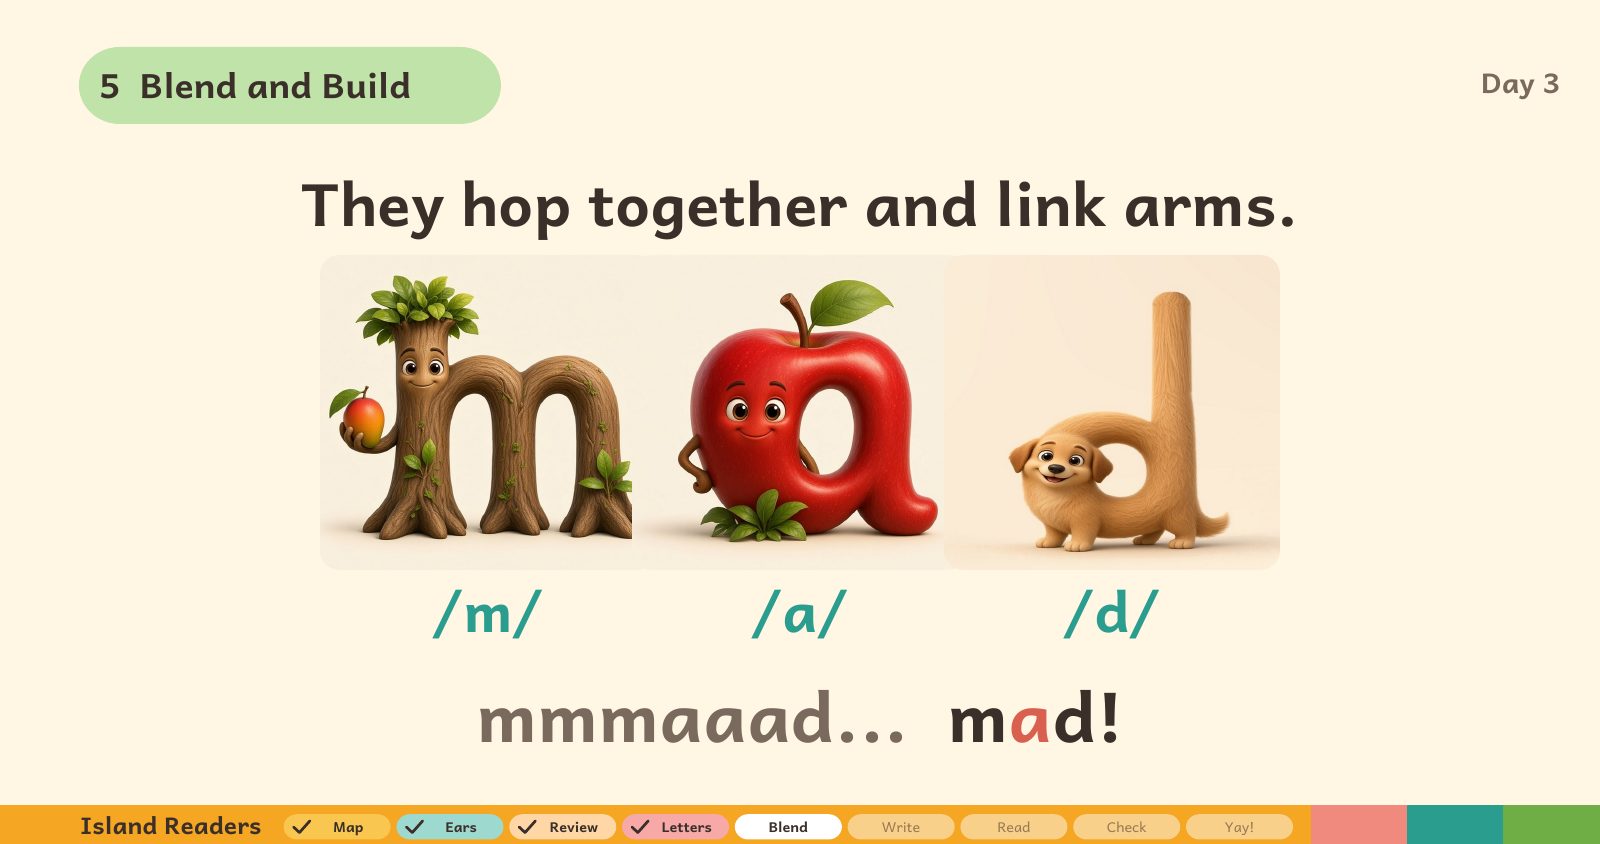 5 Blend and Build
Day 3
They hop together and link arms.
/m/ /a/ /d/
mmmaaad... mad!
Island Readers Map Ears Review Letters Blend Write Read Check Yay!